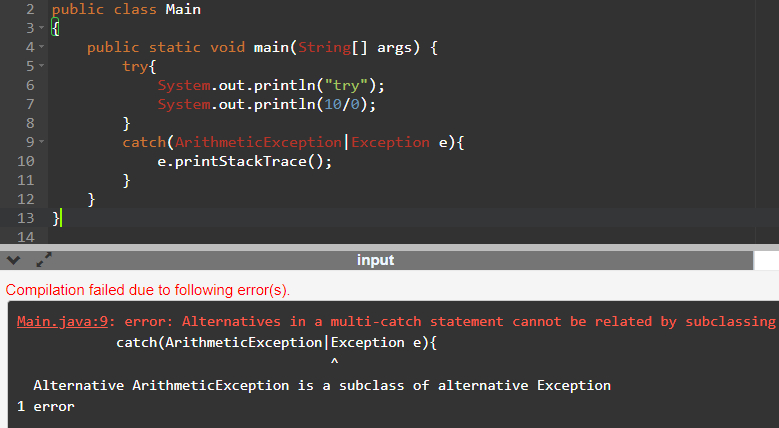 2 public class Main
3 {
4 public static void main(String[] args) {
5 try{
6 System.out.println("try");
7 System.out.println(10/0);
8 }
9 catch(ArithmeticException|Exception e){
10 e.printStackTrace();
11 }
12 }
13 }
14
input
Compilation failed due to following error(s).
Main.java:9: error: Alternatives in a multi-catch statement cannot be related by subclassing
catch(ArithmeticException|Exception e){
^
Alternative ArithmeticException is a subclass of alternative Exception
1 error